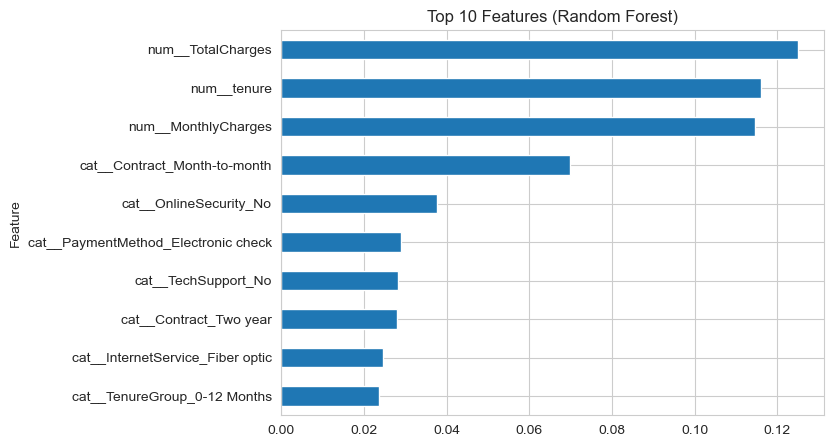 Top 10 Features (Random Forest)
Feature
num__TotalCharges
num__tenure
num__MonthlyCharges
cat__Contract_Month-to-month
cat__OnlineSecurity_No
cat__PaymentMethod_Electronic check
cat__TechSupport_No
cat__Contract_Two year
cat__InternetService_Fiber optic
cat__TenureGroup_0-12 Months
0.00 0.02 0.04 0.06 0.08 0.10 0.12